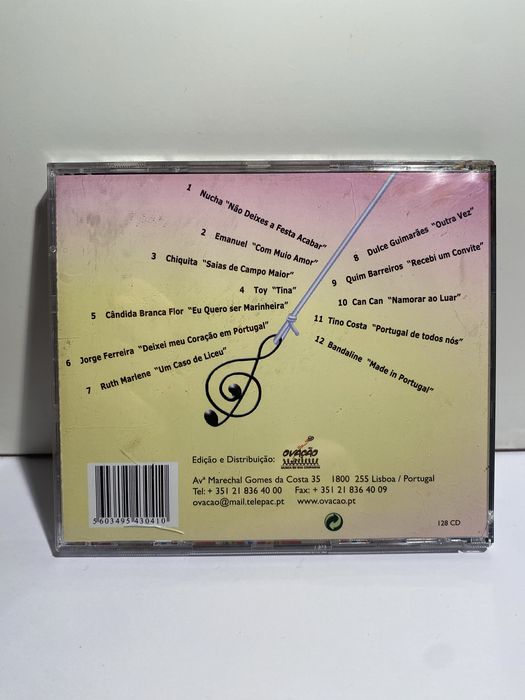 1 Nucha "Não Deixes a Festa Acabar"
2 Emanuel "Com Muio Amor"
3 Chiquita "Saias de Campo Maior"
4 Toy "Tina"
5 Cândida Branca Flor "Eu Quero ser Marinheira"
6 Jorge Ferreira "Deixei meu Coração em Portugal"
7 Ruth Marlene "Um Caso de Liceu"
8 Dulce Guimarães "Outra Vez"
9 Quim Barreiros "Recebi um Convite"
10 Can Can "Namorar ao Luar"
11 Tino Costa "Portugal de todos nós"
12 Bandaline "Made in Portugal"
Edição e Distribuição:
OVAÇÃO
Avª Marechal Gomes da Costa 35 1800 255 Lisboa / Portugal
Tel: + 351 21 836 40 00 Fax: + 351 21 836 40 09
ovacao@mail.telepac.pt www.ovacao.pt
5 603495 430410
128 CD